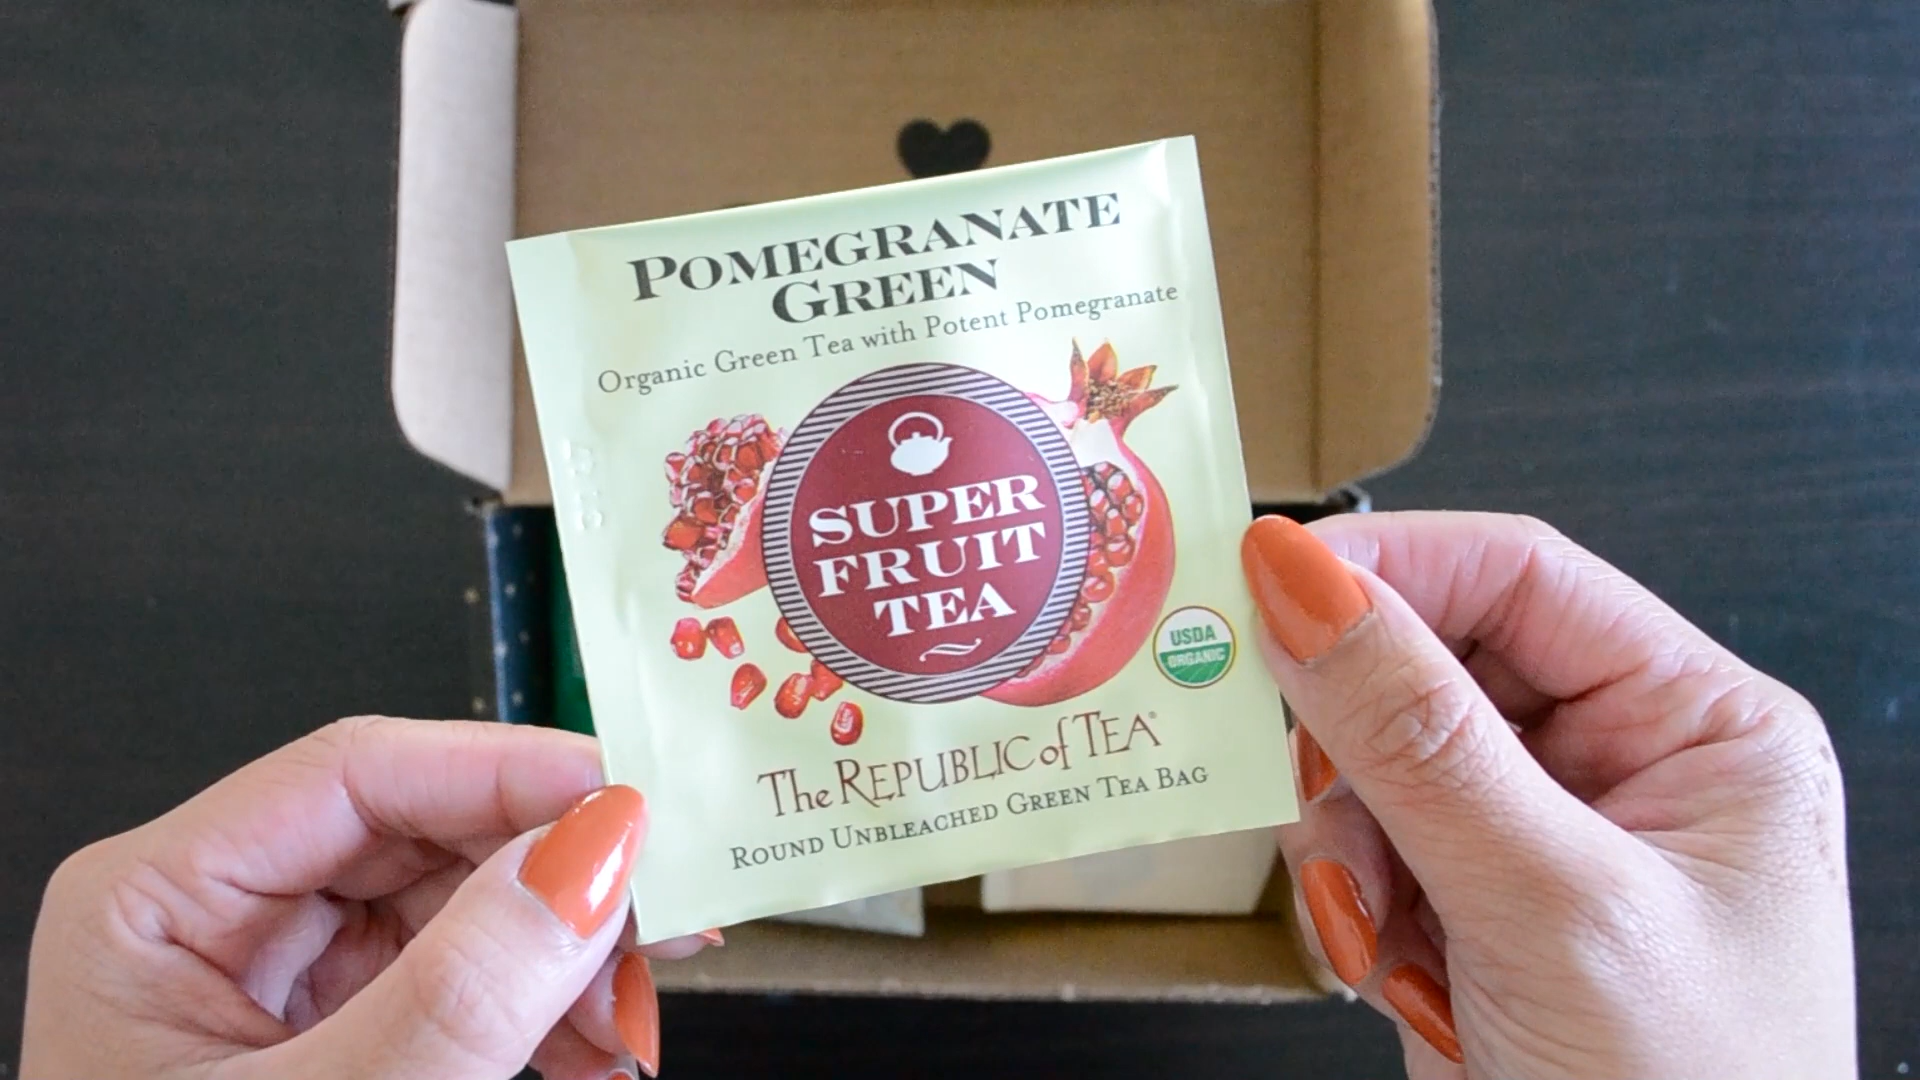 POMEGRANATE
GREEN
Organic Green Tea with Potent Pomegranate
SUPER
FRUIT
TEA
USDA
ORGANIC
The REPUBLIC of TEA®
ROUND UNBLEACHED GREEN TEA BAG